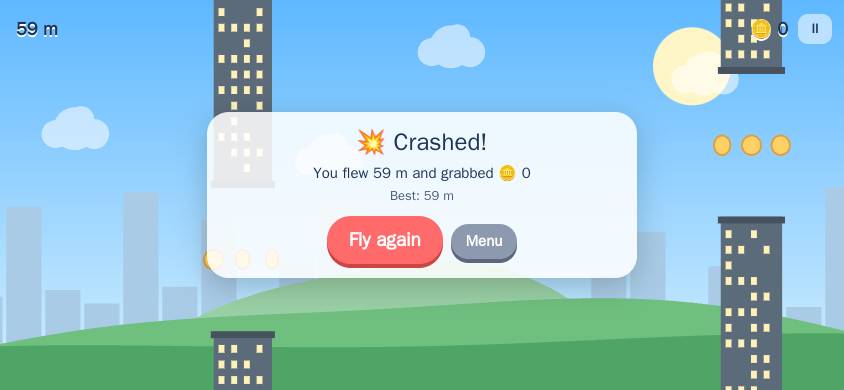 59 m
🪙 0
⏸
💥 Crashed!
You flew 59 m and grabbed 🪙 0
Best: 59 m
Fly again
Menu